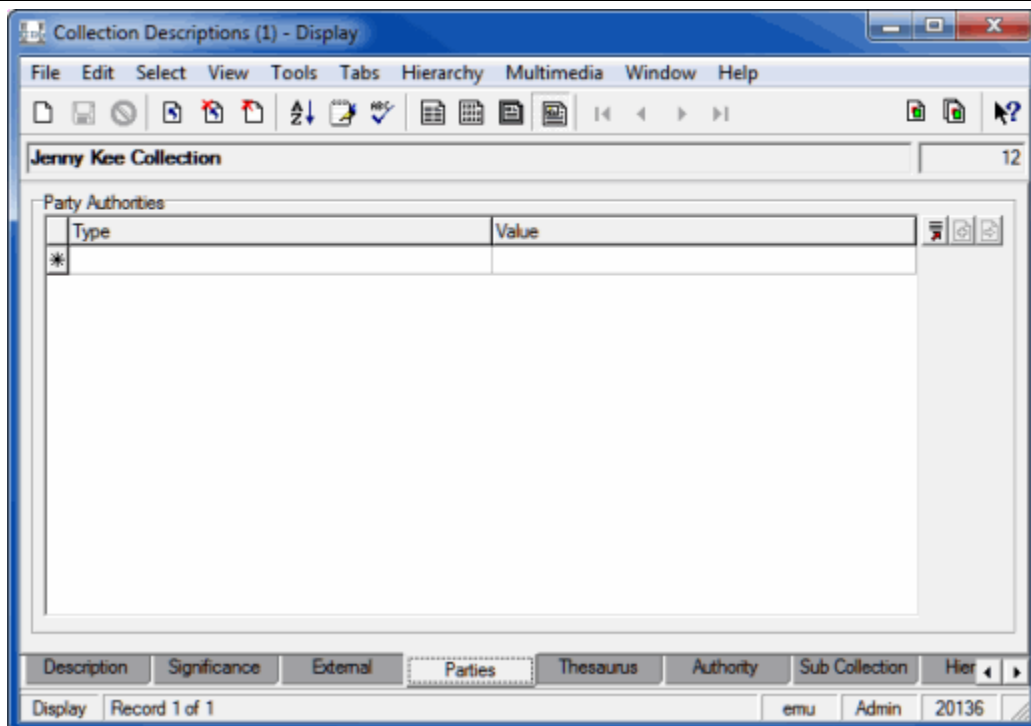 Collection Descriptions (1) - Display
File Edit Select View Tools Tabs Hierarchy Multimedia Window Help
Jenny Kee Collection 12
Party Authorities
Type Value
Description Significance External Parties Thesaurus Authority Sub Collection Hier
Display Record 1 of 1 emu Admin 20136